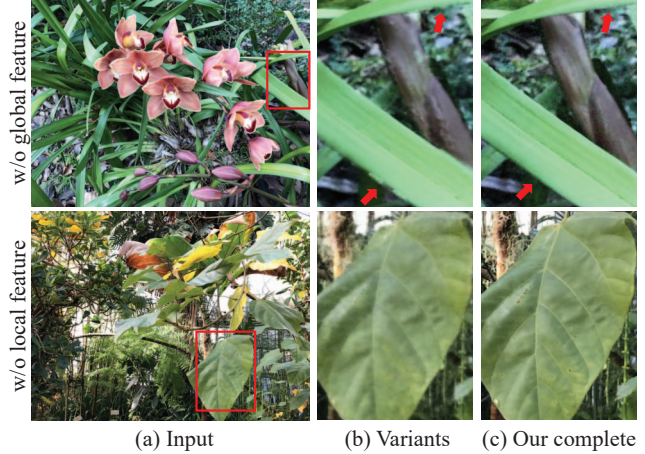 w/o global feature
w/o local feature
(a) Input
(b) Variants
(c) Our complete